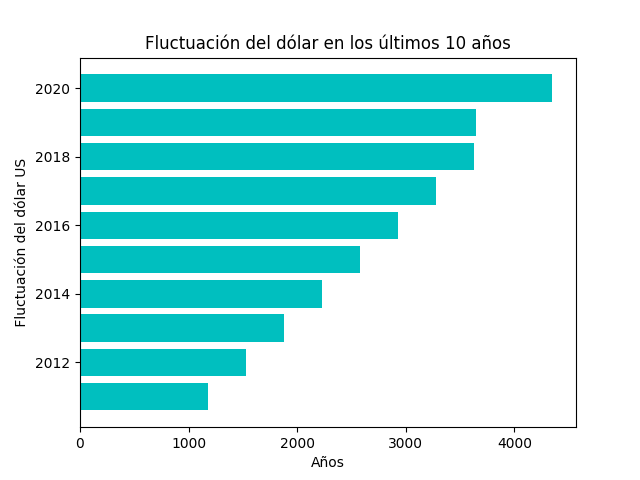 Fluctuación del dólar en los últimos 10 años
Fluctuación del dólar US
2020
2018
2016
2014
2012
0 1000 2000 3000 4000
Años